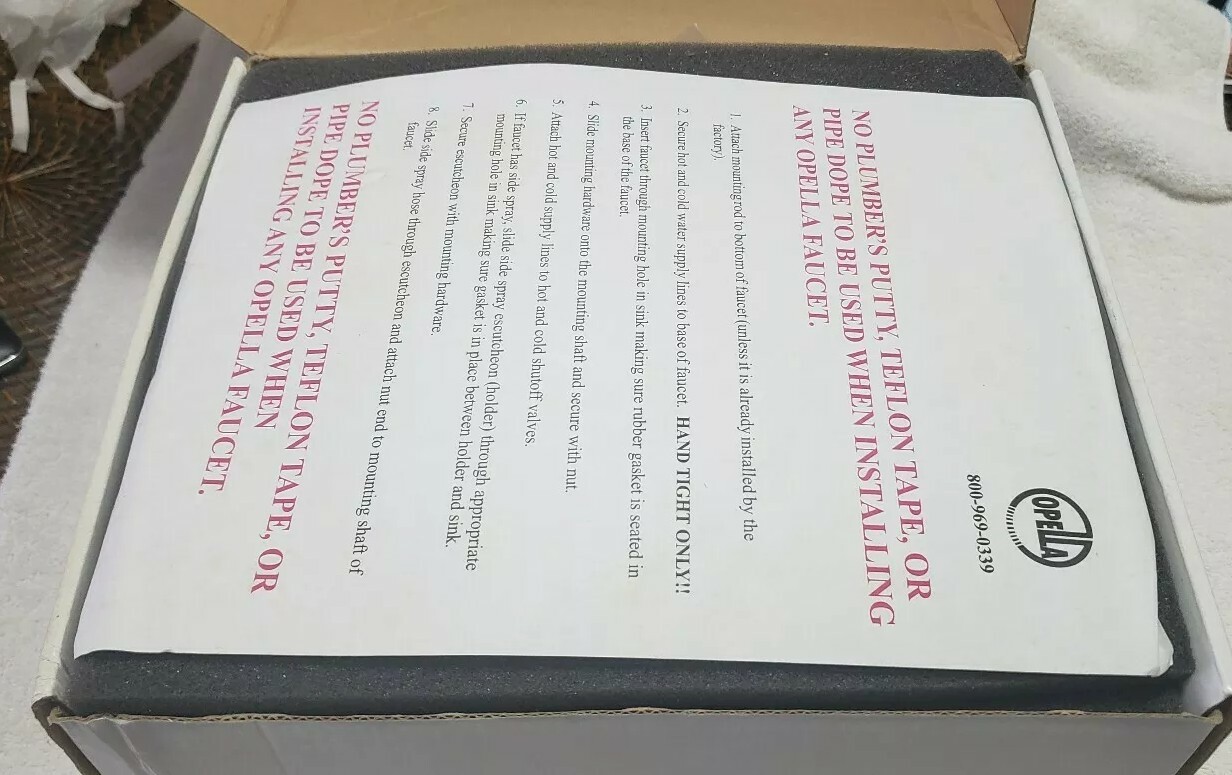 OPELLA
800-969-0339
NO PLUMBER'S PUTTY, TEFLON TAPE, OR
PIPE DOPE TO BE USED WHEN INSTALLING
ANY OPELLA FAUCET.
1. Attach mounting rod to bottom of faucet (unless it is already installed by the
factory).
2. Secure hot and cold water supply lines to base of faucet. HAND TIGHT ONLY!!
3. Insert faucet through mounting hole in sink making sure rubber gasket is seated in
the base of the faucet.
4. Slide mounting hardware onto the mounting shaft and secure with nut.
5. Attach hot and cold supply lines to hot and cold shutoff valves.
6. If faucet has side spray, slide side spray escutcheon (holder) through appropriate
mounting hole in sink making sure gasket is in place between holder and sink.
7. Secure escutcheon with mounting hardware.
8. Slide side spray hose through escutcheon and attach nut end to mounting shaft of
faucet.
NO PLUMBER'S PUTTY, TEFLON TAPE, OR
PIPE DOPE TO BE USED WHEN
INSTALLING ANY OPELLA FAUCET.